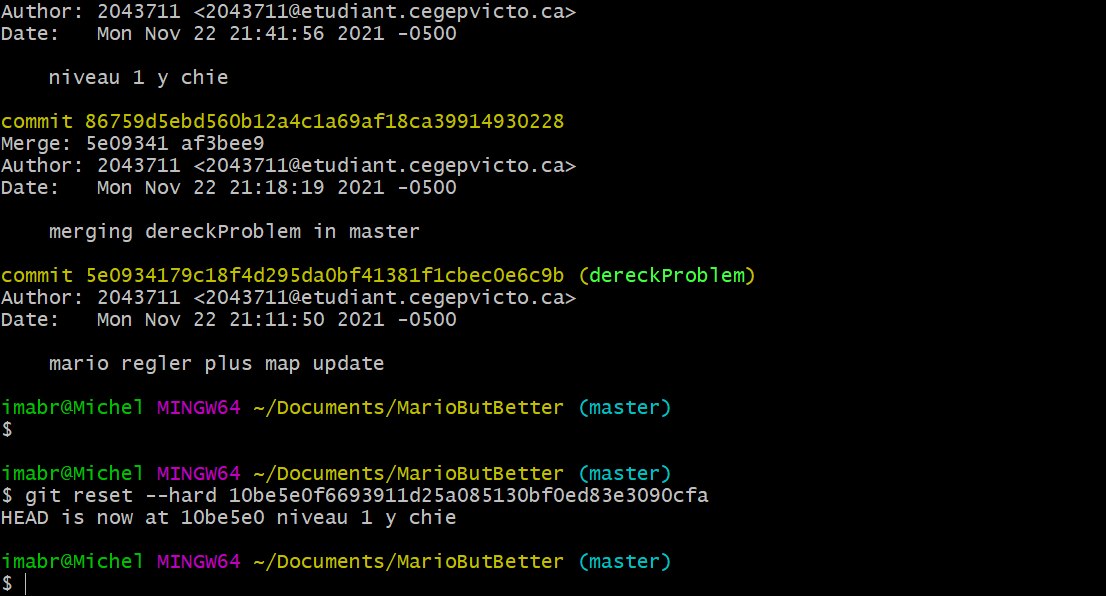 Author: 2043711 <2043711@etudiant.cegepvicto.ca>
Date:   Mon Nov 22 21:41:56 2021 -0500
niveau 1 y chie
commit 86759d5ebd560b12a4c1a69af18ca39914930228
Merge: 5e09341 af3bee9
Author: 2043711 <2043711@etudiant.cegepvicto.ca>
Date:   Mon Nov 22 21:18:19 2021 -0500
merging dereckProblem in master
commit 5e0934179c18f4d295da0bf41381f1cbec0e6c9b (dereckProblem)
Author: 2043711 <2043711@etudiant.cegepvicto.ca>
Date:   Mon Nov 22 21:11:50 2021 -0500
mario regler plus map update
imabr@Michel MINGW64 ~/Documents/MarioButBetter (master)
$
imabr@Michel MINGW64 ~/Documents/MarioButBetter (master)
$ git reset --hard 10be5e0f6693911d25a085130bf0ed83e3090cfa
HEAD is now at 10be5e0 niveau 1 y chie
imabr@Michel MINGW64 ~/Documents/MarioButBetter (master)
$